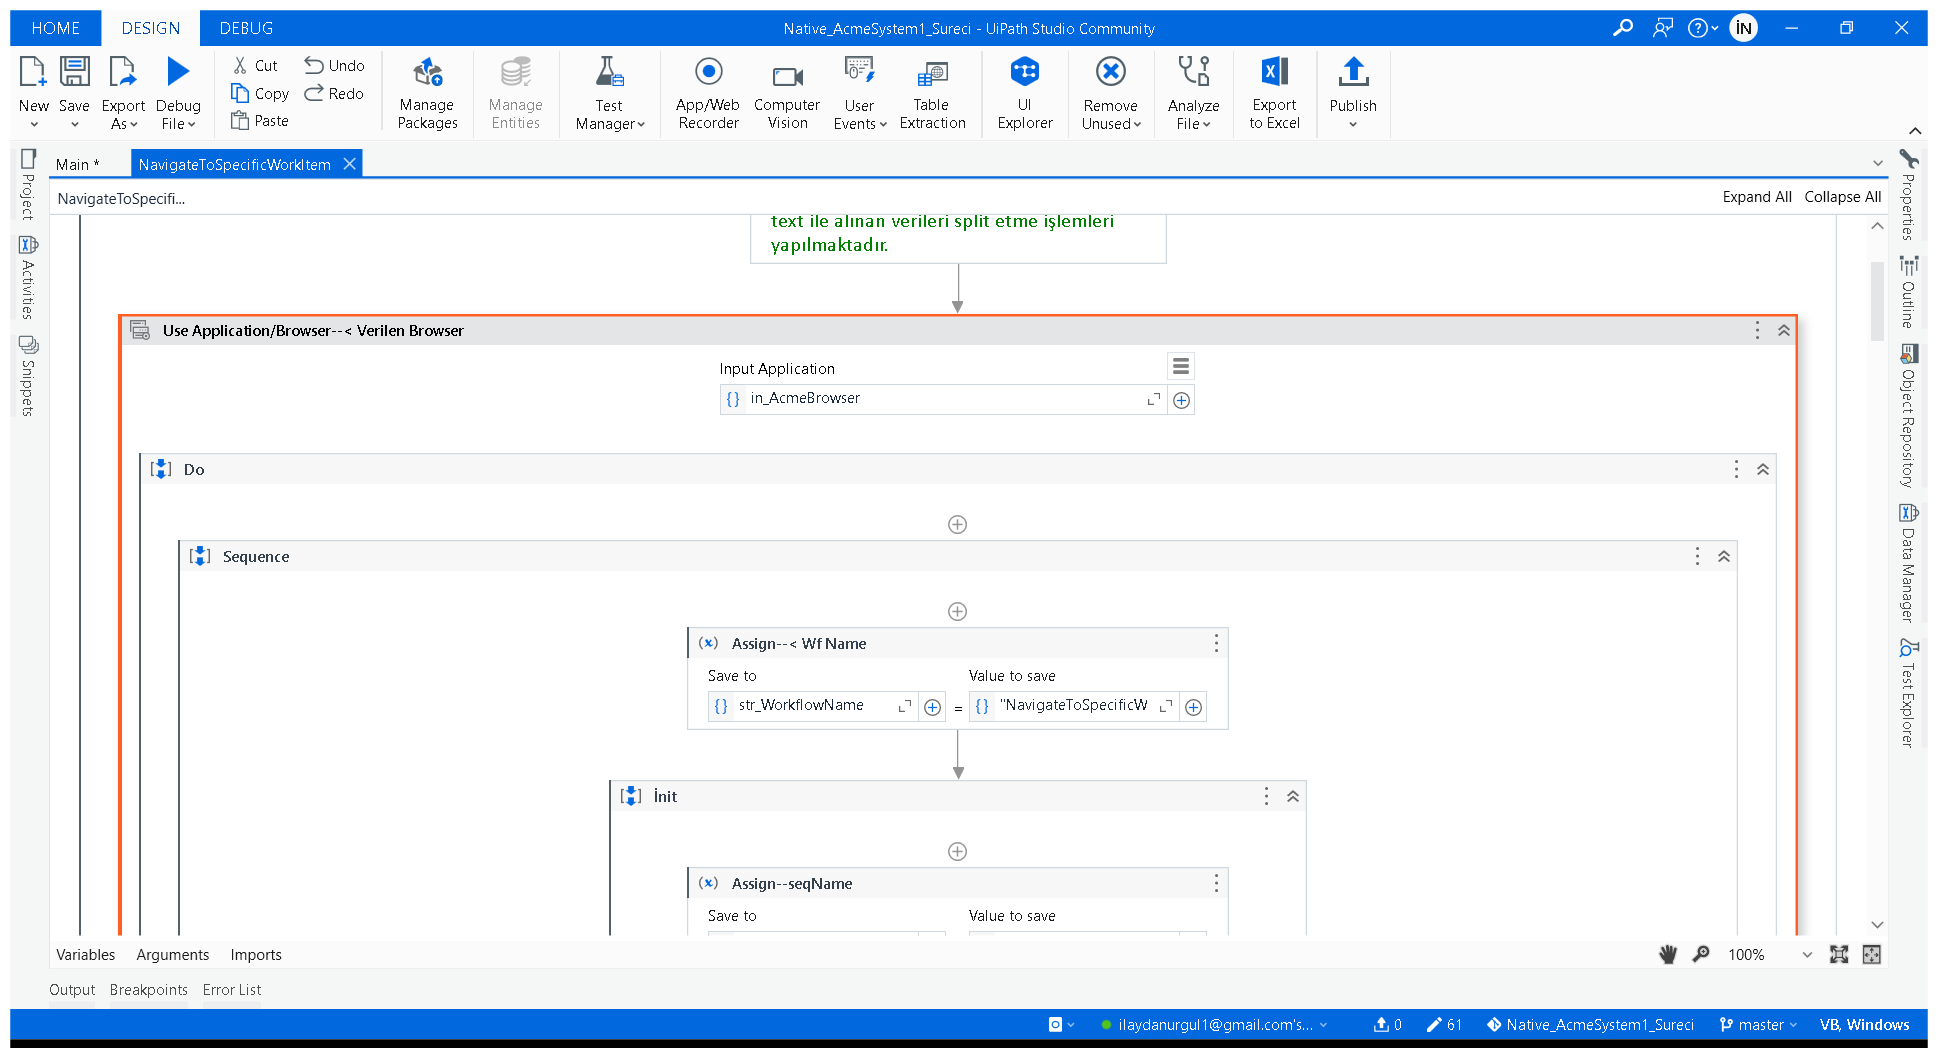 HOME DESIGN DEBUG Native_AcmeSystem1_Sureci - UiPath Studio Community İN
New Save Export As Debug File
Cut Undo
Copy Redo
Paste
Manage Packages
Manage Entities
Test Manager
App/Web Recorder
Computer Vision
User Events
Table Extraction
UI Explorer
Remove Unused
Analyze File
Export to Excel
Publish
Main * NavigateToSpecificWorkItem
NavigateToSpecifi... Expand All Collapse All
Project
Activities
Snippets
text ile alınan verileri split etme işlemleri
yapılmaktadır.
Use Application/Browser--< Verilen Browser
Input Application
{} in_AcmeBrowser
Do
Sequence
(x) Assign--< Wf Name
Save to Value to save
{} str_WorkflowName = {} "NavigateToSpecificW
İnit
(x) Assign--seqName
Save to Value to save
Properties
Outline
Object Repository
Data Manager
Test Explorer
Variables Arguments Imports 100%
Output Breakpoints Error List
ilaydanurgul1@gmail.com's... 0 61 Native_AcmeSystem1_Sureci master VB, Windows